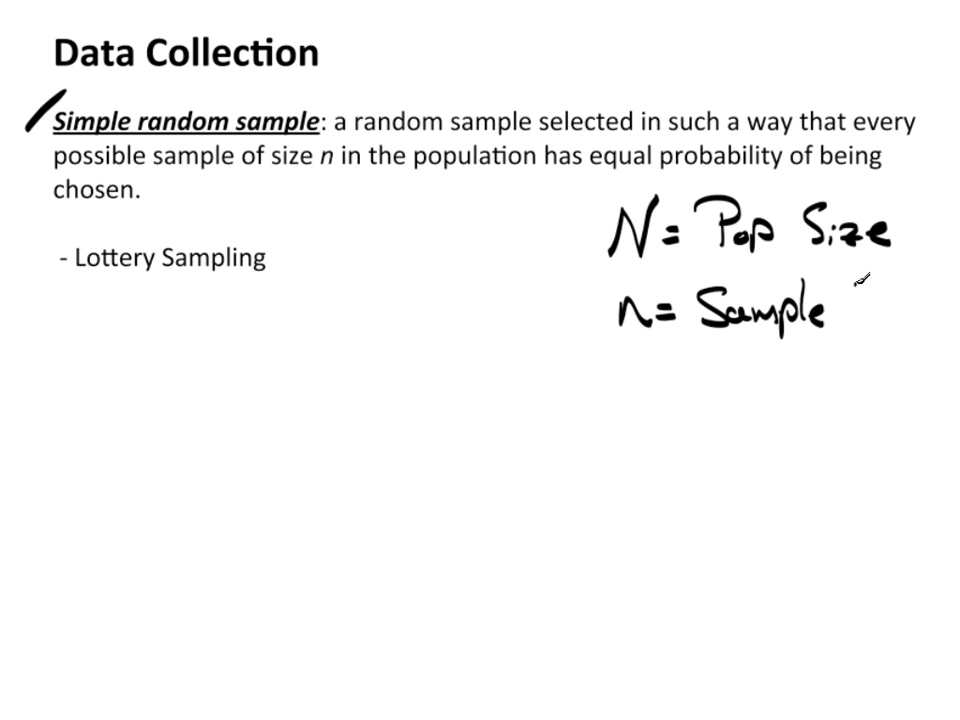 Data Collection
Simple random sample: a random sample selected in such a way that every
possible sample of size n in the population has equal probability of being
chosen.
N = Pop Size
- Lottery Sampling
n = Sample